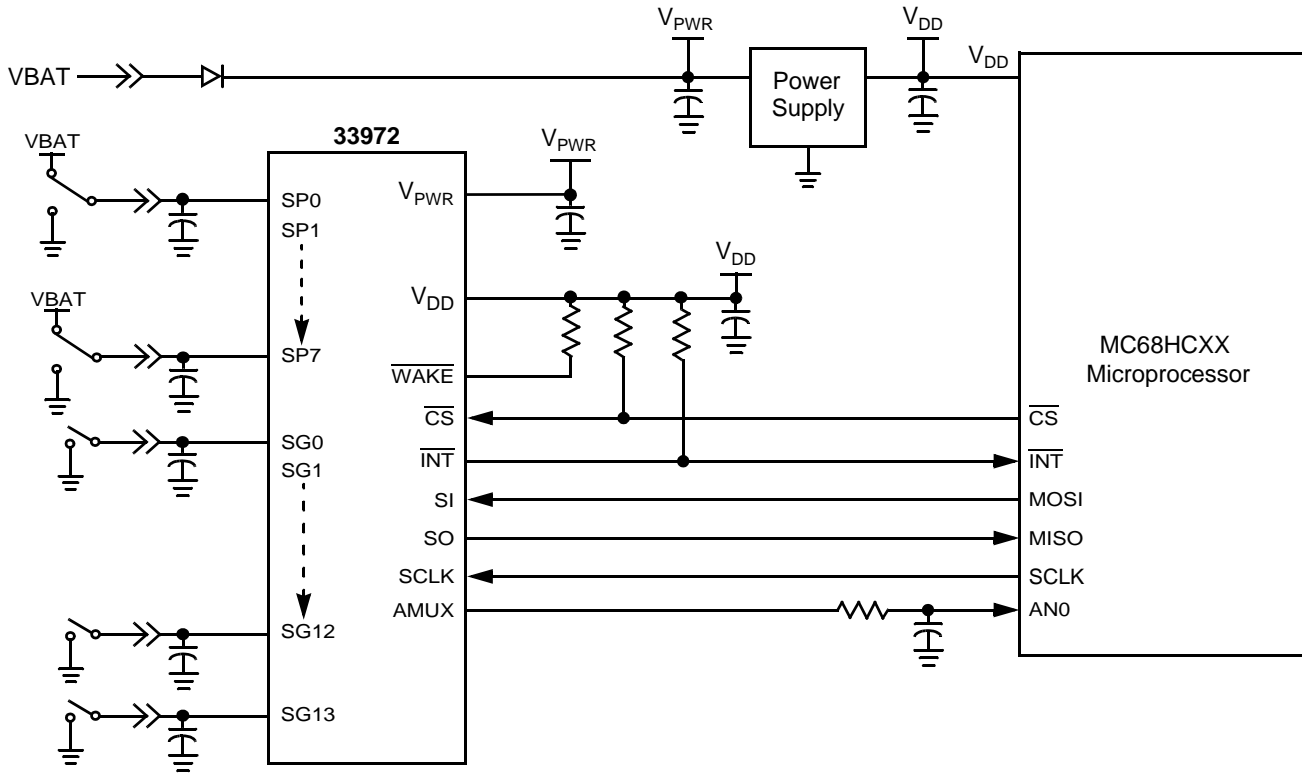 VPWR
VDD
VBAT
VDD
Power
Supply
33972
VBAT
VPWR
SP0
VPWR
SP1
VDD
VBAT
VDD
SP7
WAKE
MC68HCXX
Microprocessor
CS
CS
SG0
INT
INT
SG1
SI
MOSI
SO
MISO
SCLK
SCLK
AMUX
AN0
SG12
SG13